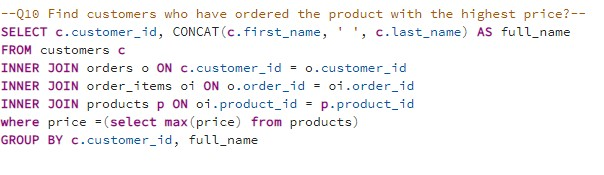 --Q10 Find customers who have ordered the product with the highest price?--
SELECT c.customer_id, CONCAT(c.first_name, ' ', c.last_name) AS full_name
FROM customers c
INNER JOIN orders o ON c.customer_id = o.customer_id
INNER JOIN order_items oi ON o.order_id = oi.order_id
INNER JOIN products p ON oi.product_id = p.product_id
where price =(select max(price) from products)
GROUP BY c.customer_id, full_name